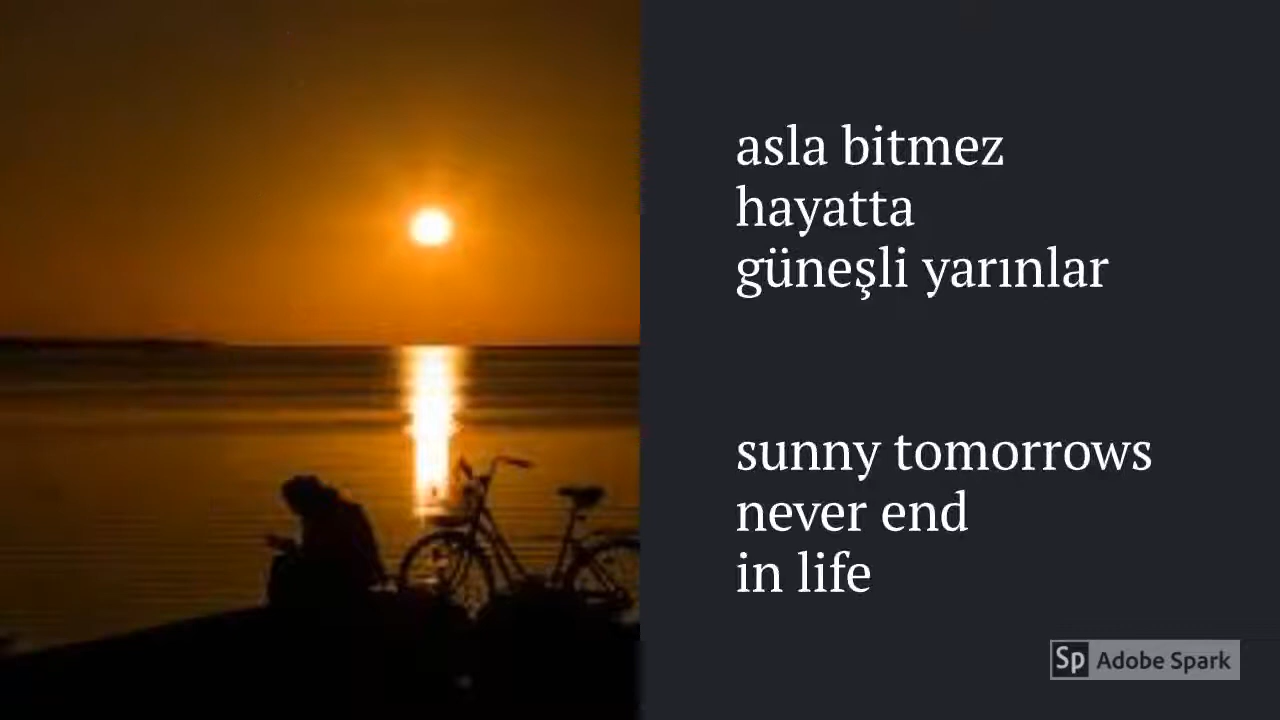 asla bitmez
hayatta
güneşli yarınlar
sunny tomorrows
never end
in life
Sp Adobe Spark